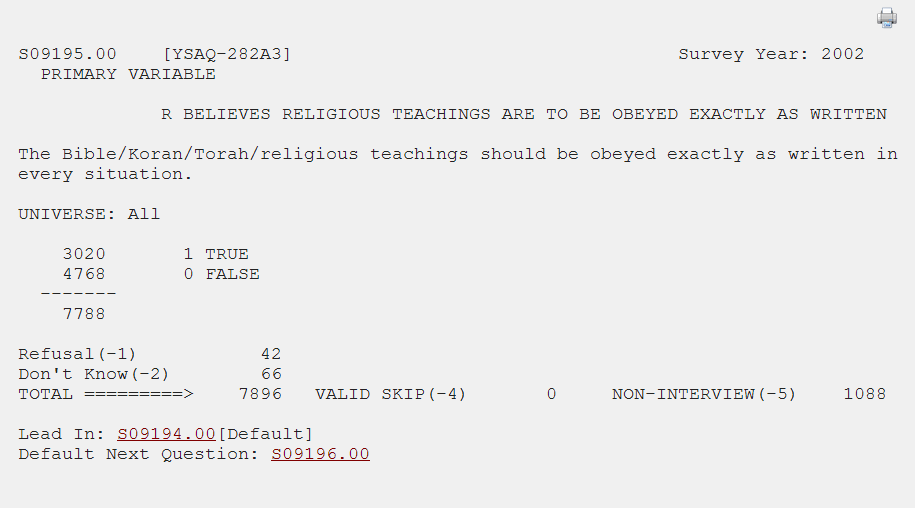 S09195.00    [YSAQ-282A3]                                   Survey Year: 2002
  PRIMARY VARIABLE
             R BELIEVES RELIGIOUS TEACHINGS ARE TO BE OBEYED EXACTLY AS WRITTEN
The Bible/Koran/Torah/religious teachings should be obeyed exactly as written in
every situation.
UNIVERSE: All
    3020       1 TRUE
    4768       0 FALSE
  -------
    7788
Refusal(-1)           42
Don't Know(-2)        66
TOTAL =========>    7896   VALID SKIP(-4)       0     NON-INTERVIEW(-5)    1088
Lead In: S09194.00[Default]
Default Next Question: S09196.00